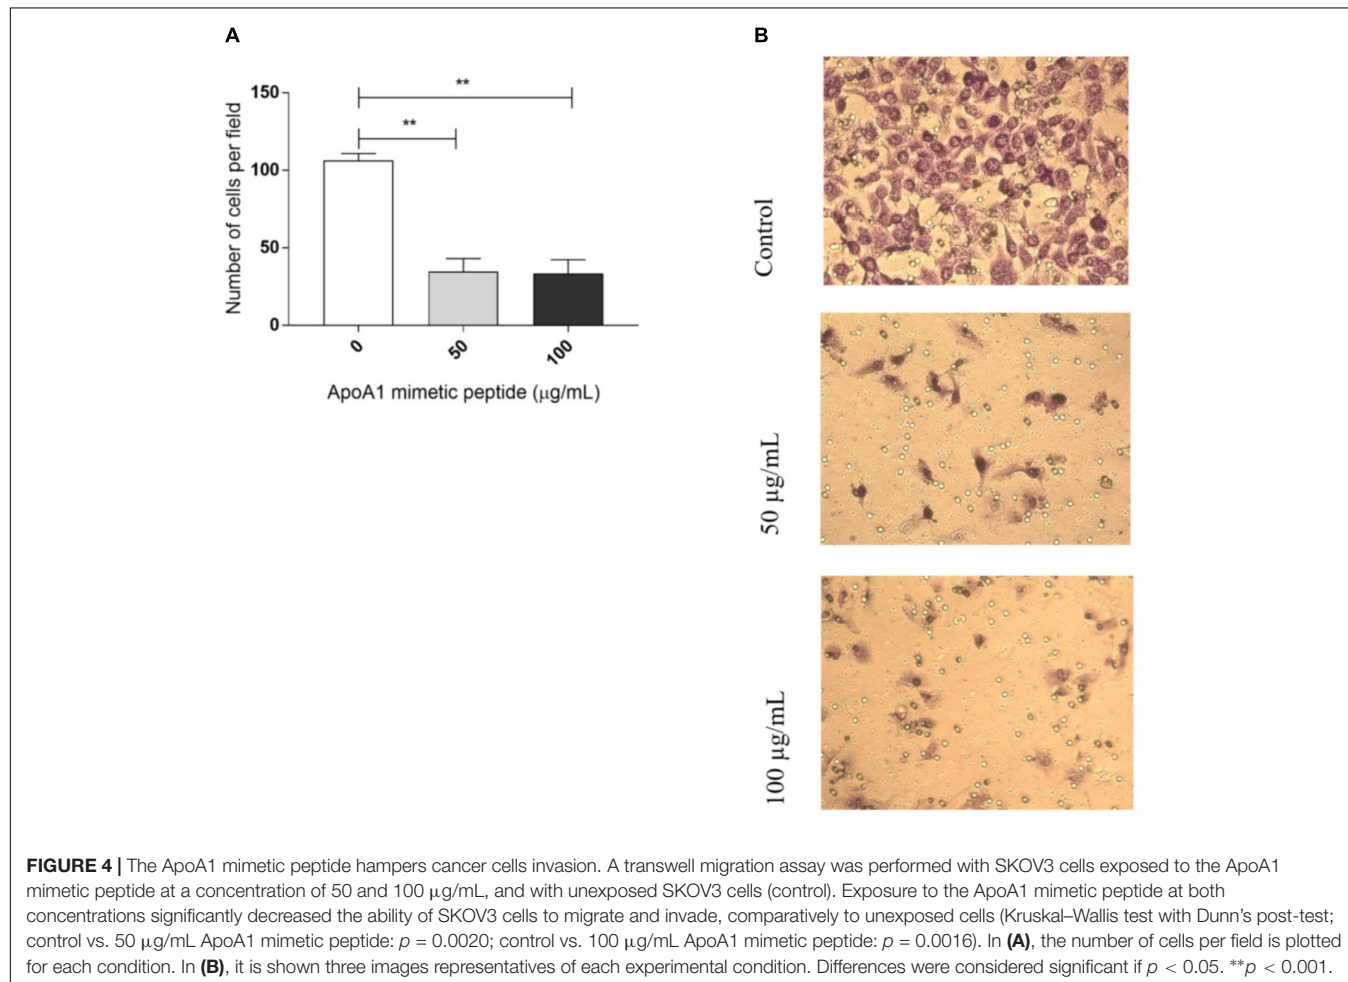 A
B
150
100
50
0
**
**
Number of cells per field
0
50
100
ApoA1 mimetic peptide (μg/mL)
Control
50 μg/mL
100 μg/mL
FIGURE 4 | The ApoA1 mimetic peptide hampers cancer cells invasion. A transwell migration assay was performed with SKOV3 cells exposed to the ApoA1
mimetic peptide at a concentration of 50 and 100 μg/mL, and with unexposed SKOV3 cells (control). Exposure to the ApoA1 mimetic peptide at both
concentrations significantly decreased the ability of SKOV3 cells to migrate and invade, comparatively to unexposed cells (Kruskal–Wallis test with Dunn's post-test;
control vs. 50 μg/mL ApoA1 mimetic peptide: p = 0.0020; control vs. 100 μg/mL ApoA1 mimetic peptide: p = 0.0016). In (A), the number of cells per field is plotted
for each condition. In (B), it is shown three images representatives of each experimental condition. Differences were considered significant if p < 0.05. **p < 0.001.